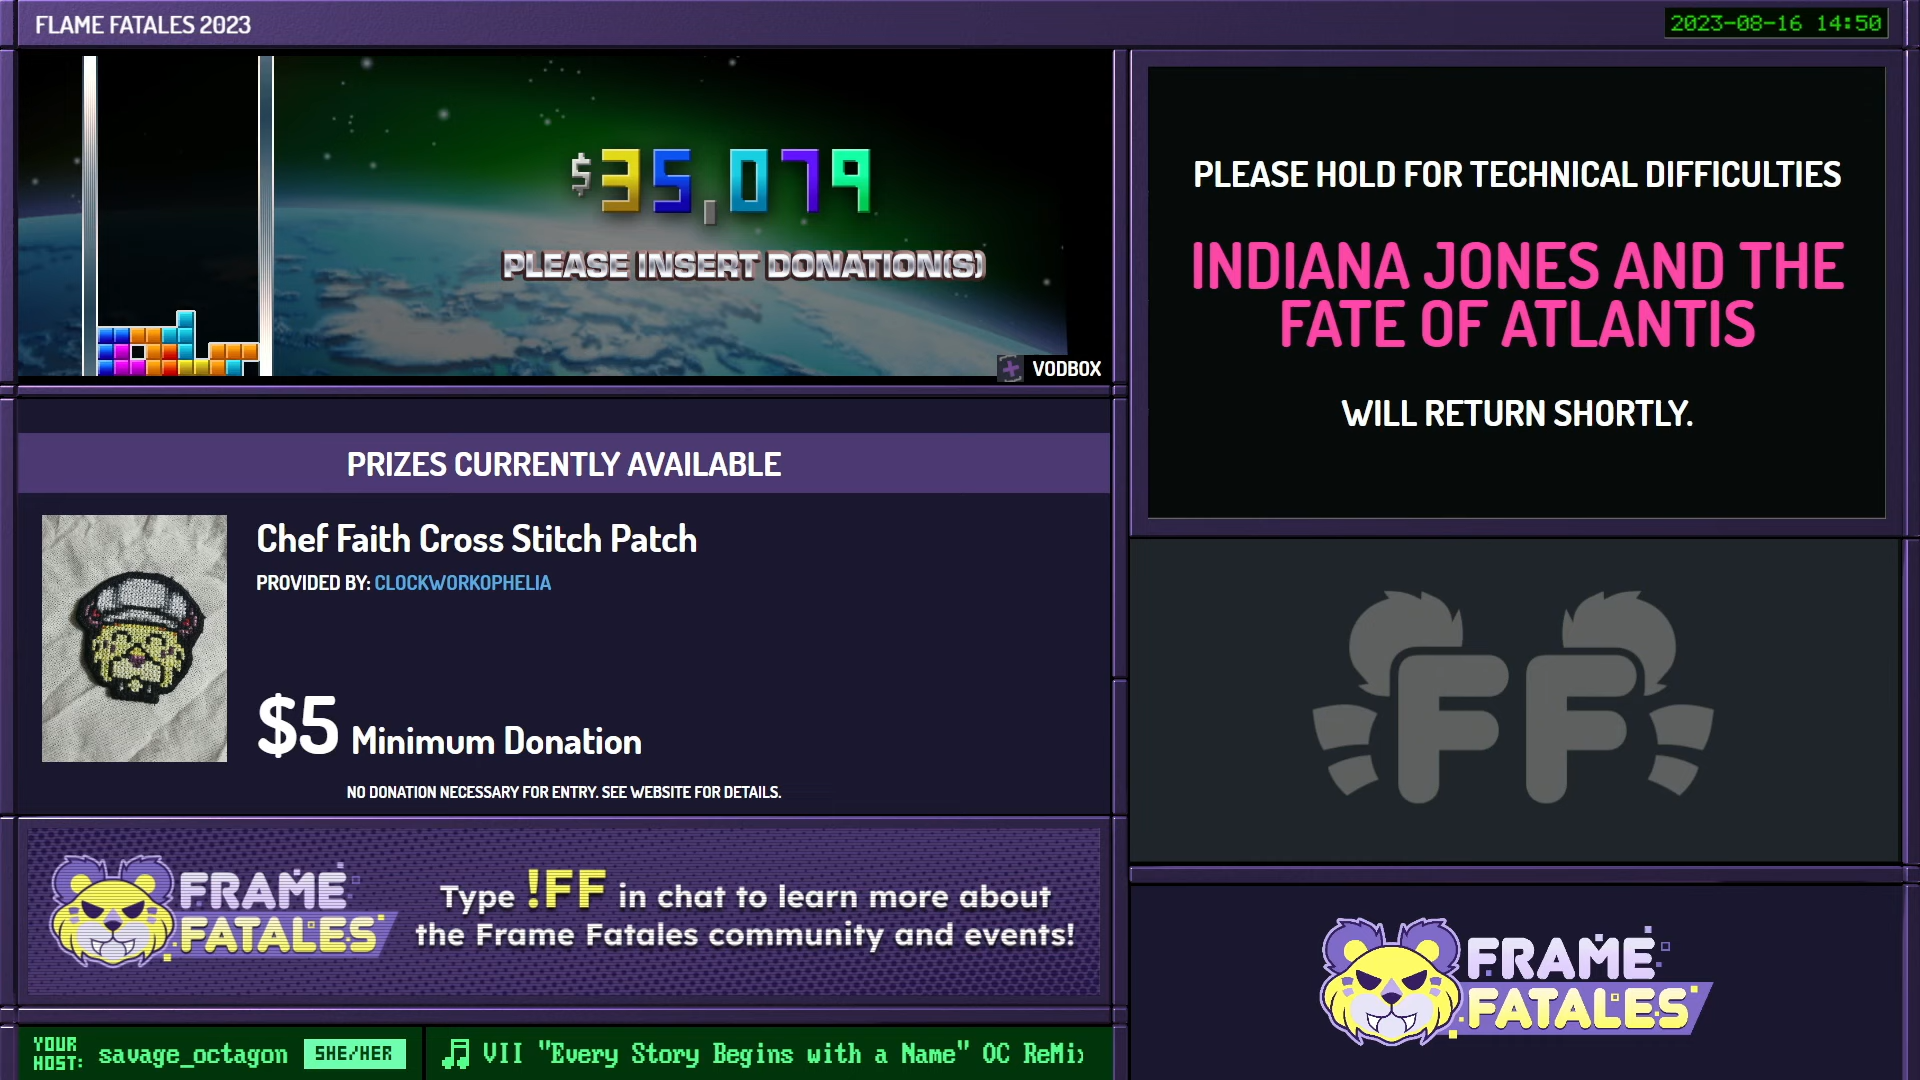 FLAME FATALES 2023
2023-08-16 14:50
$35,079
PLEASE INSERT DONATION(S)
VODBOX
PLEASE HOLD FOR TECHNICAL DIFFICULTIES
INDIANA JONES AND THE
FATE OF ATLANTIS
WILL RETURN SHORTLY.
PRIZES CURRENTLY AVAILABLE
Chef Faith Cross Stitch Patch
PROVIDED BY: CLOCKWORKOPHELIA
$5 Minimum Donation
NO DONATION NECESSARY FOR ENTRY. SEE WEBSITE FOR DETAILS.
FF
FRAME
FATALES
Type !FF in chat to learn more about
the Frame Fatales community and events!
FRAME
FATALES
YOUR
HOST:
savage_octagon
SHE/HER
VII "Every Story Begins with a Name" OC ReMix